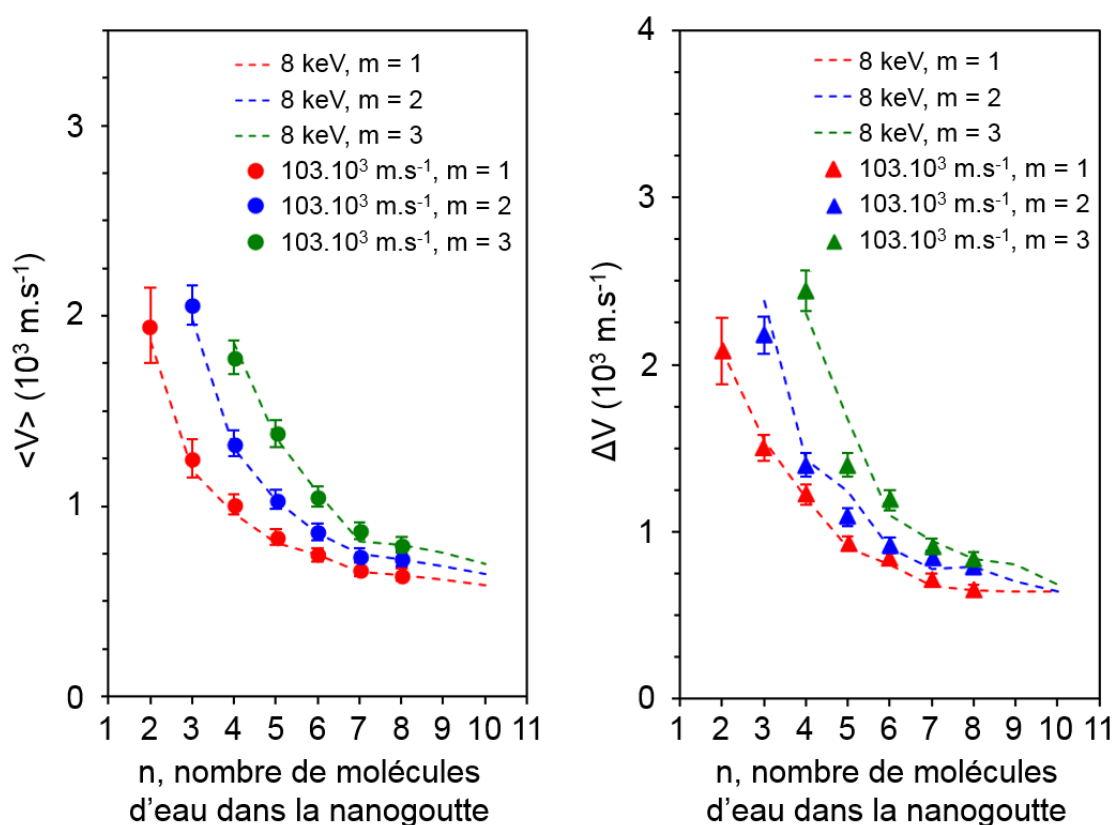 8 keV, m = 1
8 keV, m = 2
8 keV, m = 3
103.10³ m.s⁻¹, m = 1
103.10³ m.s⁻¹, m = 2
103.10³ m.s⁻¹, m = 3
<V> (10³ m.s⁻¹)
3
2
1
0
1 2 3 4 5 6 7 8 9 10 11
n, nombre de molécules
d'eau dans la nanogoutte
8 keV, m = 1
8 keV, m = 2
8 keV, m = 3
103.10³ m.s⁻¹, m = 1
103.10³ m.s⁻¹, m = 2
103.10³ m.s⁻¹, m = 3
ΔV (10³ m.s⁻¹)
4
3
2
1
0
1 2 3 4 5 6 7 8 9 10 11
n, nombre de molécules
d'eau dans la nanogoutte